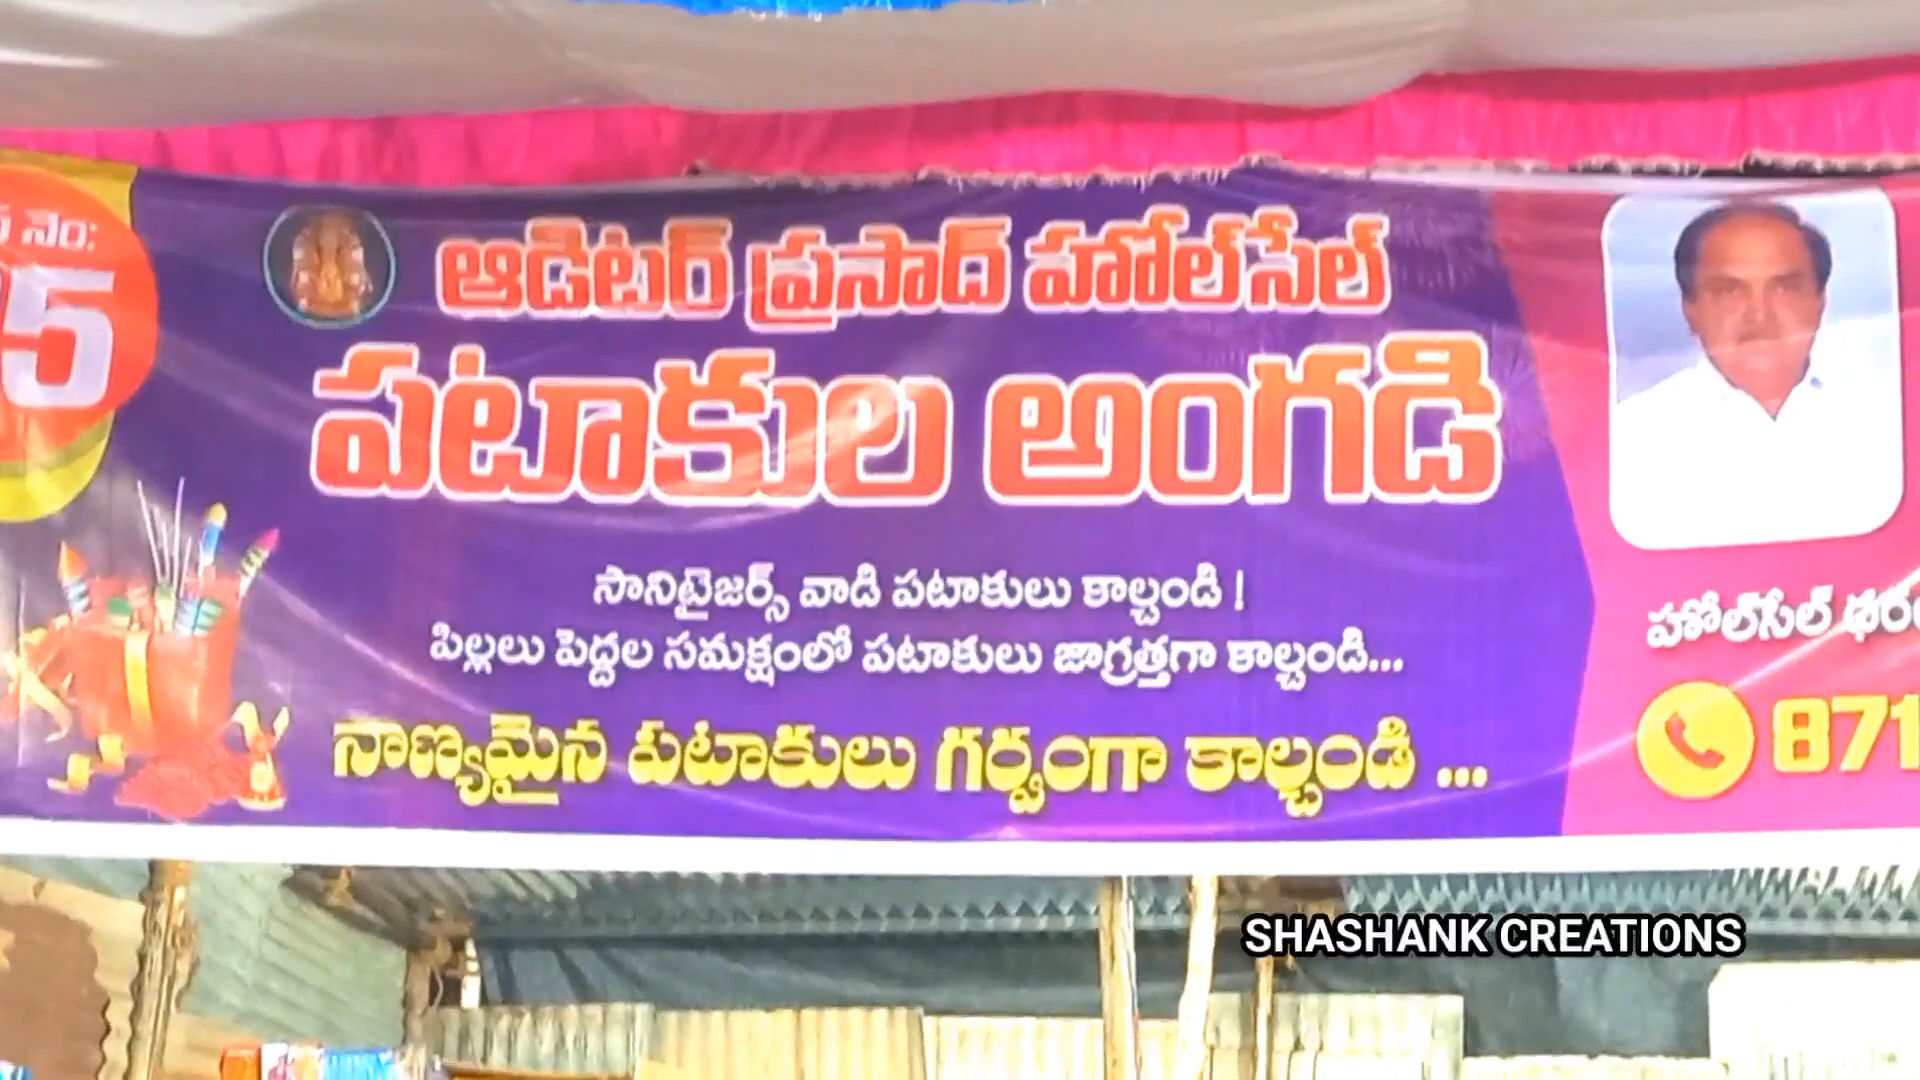 నెం:
5
ఆడిటర్ ప్రసాద్ హోల్‌సేల్
పటాకుల అంగడి
సానిటైజర్స్ వాడి పటాకులు కాల్చండి !
పిల్లలు పెద్దల సమక్షంలో పటాకులు జాగ్రత్తగా కాల్చండి...
నాణ్యమైన పటాకులు గర్వంగా కాల్చండి ...
హోల్‌సేల్
871
SHASHANK CREATIONS